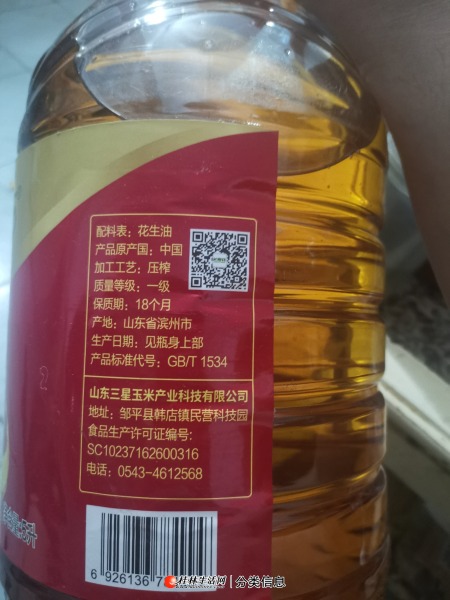 配料表：花生油
产品原产国：中国
加工工艺：压榨
质量等级：一级
保质期：18个月
产地：山东省滨州市
生产日期：见瓶身上部
产品标准代号：GB/T 1534
山东三星玉米产业科技有限公司
地址：邹平县韩店镇民营科技园
食品生产许可证编号：
SC10237162600316
电话：0543-4612568
5升
6 926136 7
桂林生活网 | 分类信息